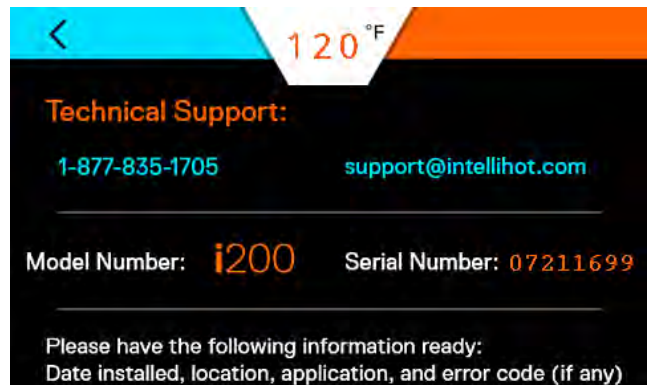 120°F
Technical Support:
1-877-835-1705 support@intellihot.com
Model Number: i200 Serial Number: 07211699
Please have the following information ready:
Date installed, location, application, and error code (if any)